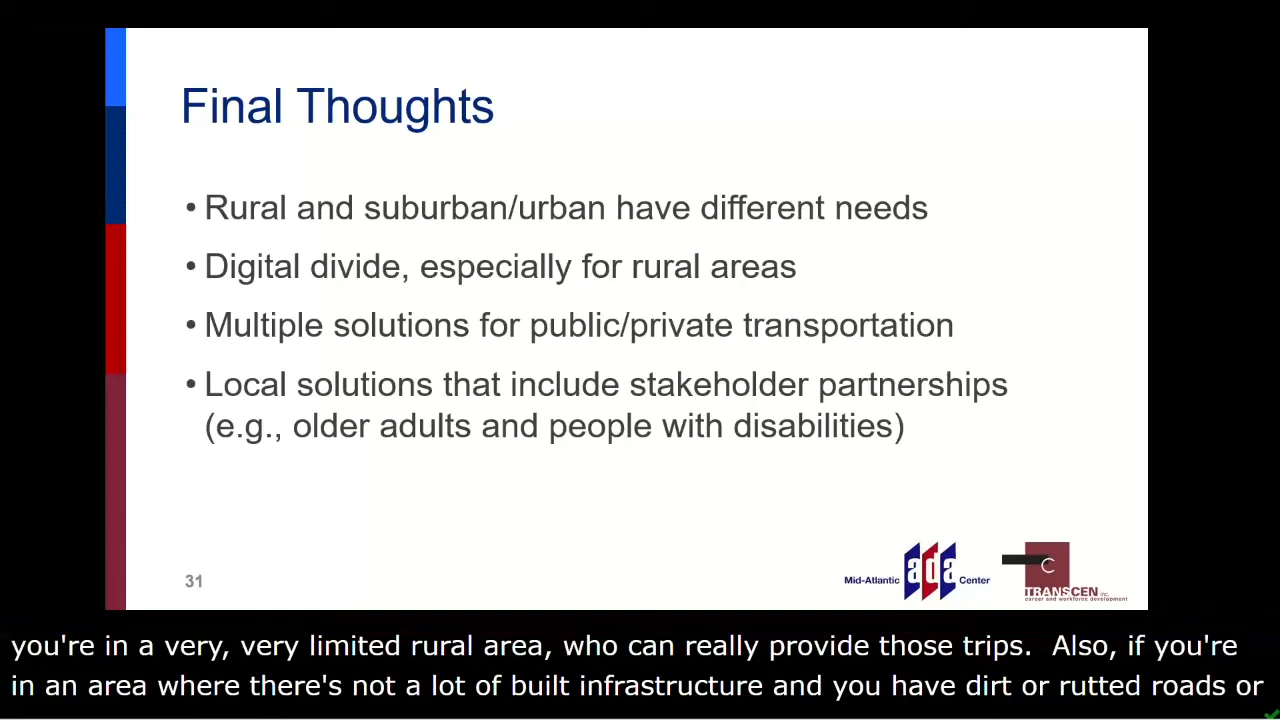 Final Thoughts
• Rural and suburban/urban have different needs
• Digital divide, especially for rural areas
• Multiple solutions for public/private transportation
• Local solutions that include stakeholder partnerships
(e.g., older adults and people with disabilities)
31
Mid-Atlantic ada Center
C
TRANSCEN inc.
career and workforce development
you're in a very, very limited rural area, who can really provide those trips.  Also, if you're
in an area where there's not a lot of built infrastructure and you have dirt or rutted roads or